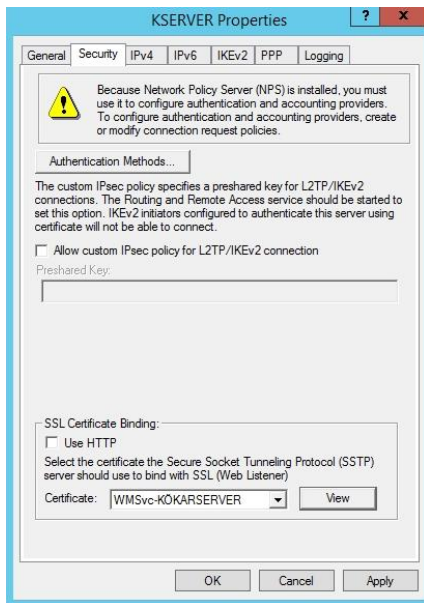 KSERVER Properties
?
x
General
Security
IPv4
IPv6
IKEv2
PPP
Logging
Because Network Policy Server (NPS) is installed, you must
use it to configure authentication and accounting providers.
To configure authentication and accounting providers, create
or modify connection request policies.
Authentication Methods...
The custom IPsec policy specifies a preshared key for L2TP/IKEv2
connections. The Routing and Remote Access service should be started to
set this option. IKEv2 initiators configured to authenticate this server using
certificate will not be able to connect.
Allow custom IPsec policy for L2TP/IKEv2 connection
Preshared Key:
SSL Certificate Binding:
Use HTTP
Select the certificate the Secure Socket Tunneling Protocol (SSTP)
server should use to bind with SSL (Web Listener)
Certificate: WMSvc-KOKARSERVER View
OK Cancel Apply